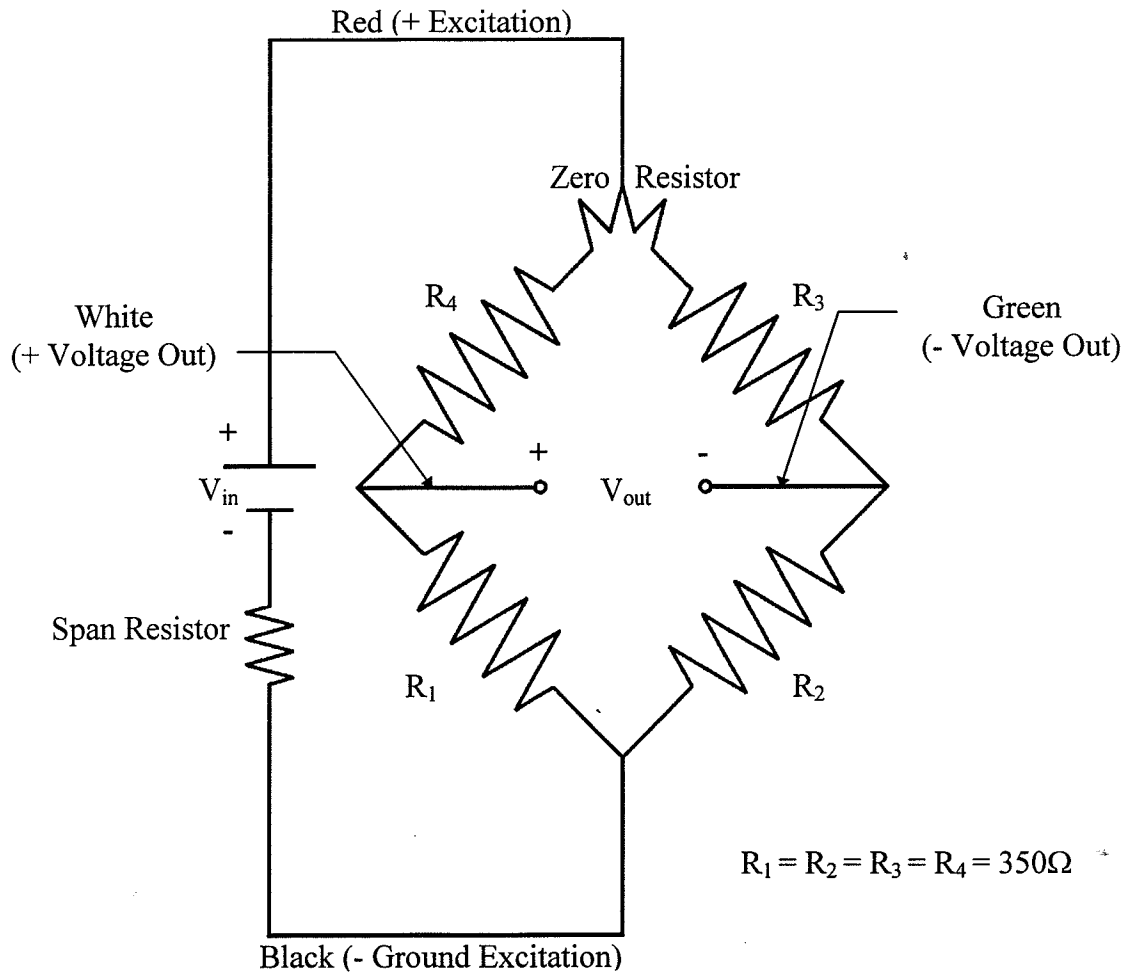 Red (+ Excitation)
Zero Resistor
R4
R3
White
(+ Voltage Out)
Green
(- Voltage Out)
+
+
-
Vin
Vout
-
Span Resistor
R1
R2
R1 = R2 = R3 = R4 = 350Ω
Black (- Ground Excitation)